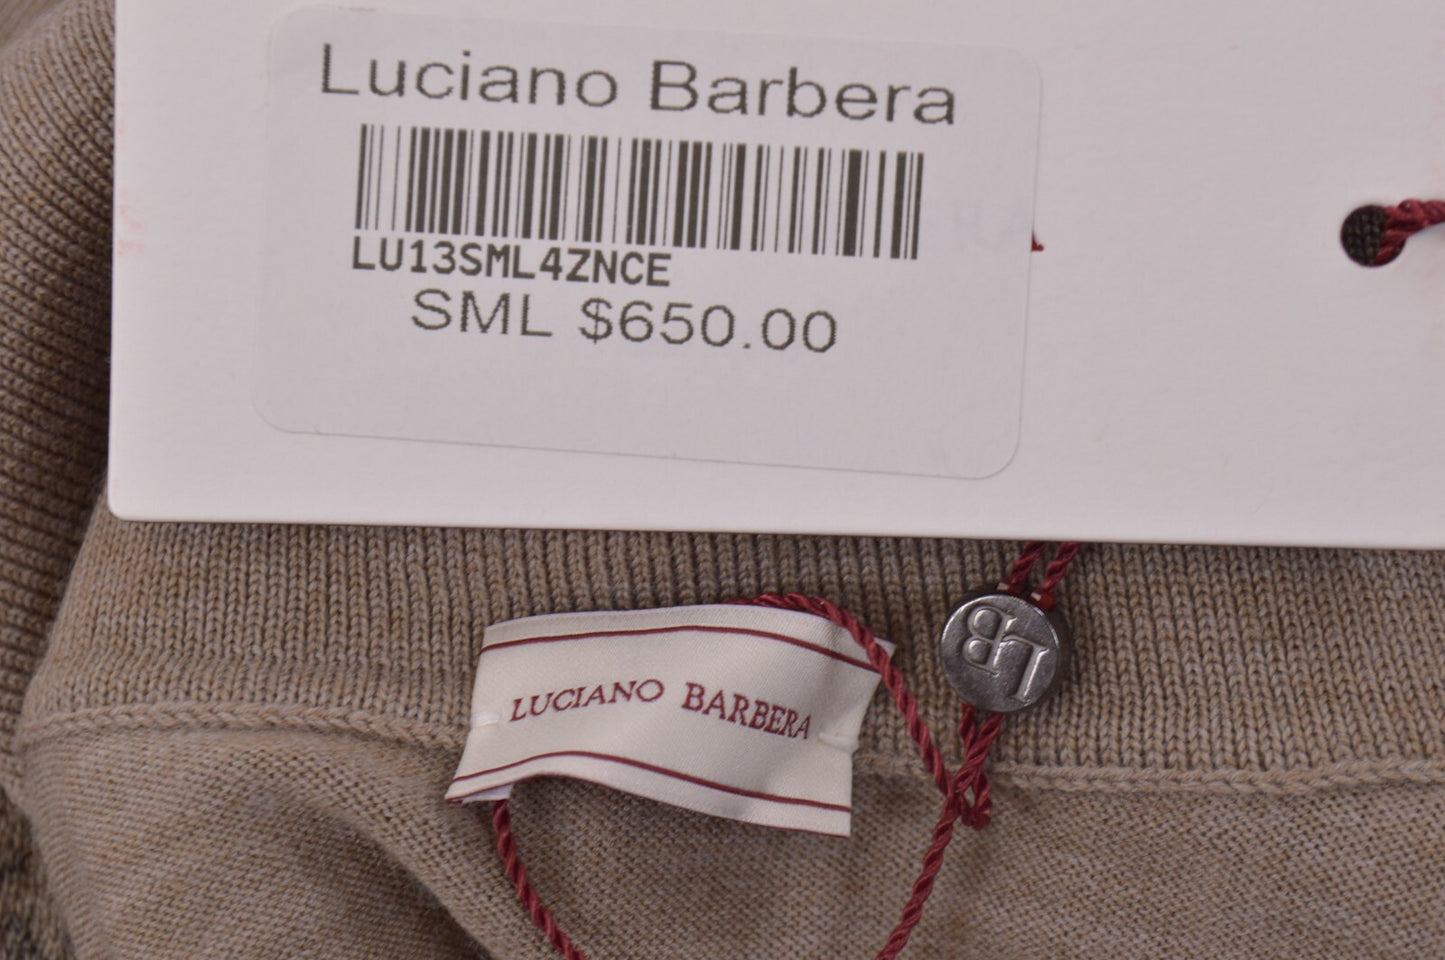 Luciano Barbera
LU13SML4ZNCE
SML $650.00
LUCIANO BARBERA
LB